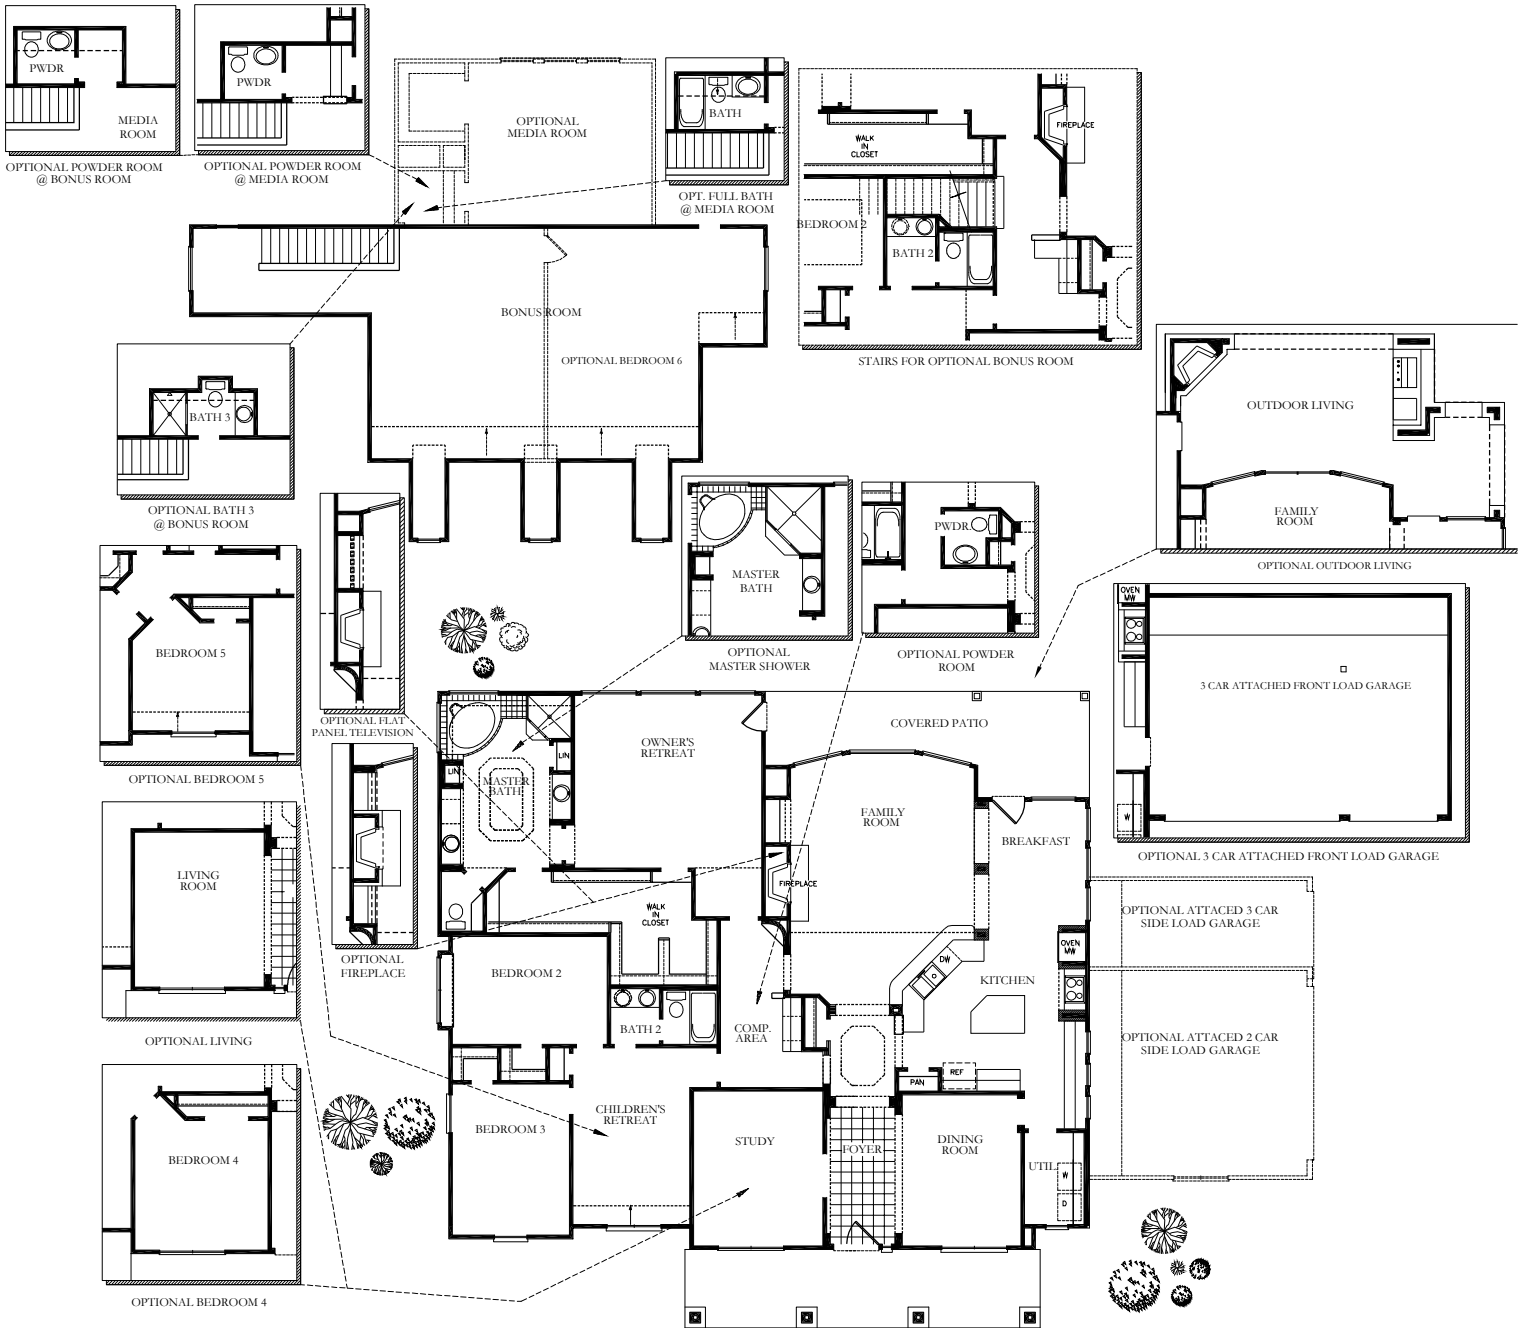 PWDR
MEDIA
ROOM
OPTIONAL POWDER ROOM
@ BONUS ROOM
PWDR
OPTIONAL POWDER ROOM
@ MEDIA ROOM
OPTIONAL
MEDIA ROOM
BATH
OPT. FULL BATH
@ MEDIA ROOM
WALK
IN
CLOSET
FIREPLACE
BEDROOM 2
BATH 2
STAIRS FOR OPTIONAL BONUS ROOM
BONUS ROOM
OPTIONAL BEDROOM 6
BATH 3
OPTIONAL BATH 3
@ BONUS ROOM
OUTDOOR LIVING
FAMILY
ROOM
OPTIONAL OUTDOOR LIVING
MASTER
BATH
OPTIONAL
MASTER SHOWER
PWDR.
OPTIONAL POWDER
ROOM
OVEN
MW
3 CAR ATTACHED FRONT LOAD GARAGE
W
OPTIONAL 3 CAR ATTACHED FRONT LOAD GARAGE
BEDROOM 5
OPTIONAL BEDROOM 5
OPTIONAL FLAT
PANEL TELEVISION
OPTIONAL
FIREPLACE
LIVING
ROOM
OPTIONAL LIVING
BEDROOM 4
OPTIONAL BEDROOM 4
OWNER'S
RETREAT
COVERED PATIO
LIN
LIN
MASTER
BATH
FAMILY
ROOM
BREAKFAST
FIREPLACE
WALK
IN
CLOSET
OPTIONAL ATTACED 3 CAR
SIDE LOAD GARAGE
OVEN
MW
DW
KITCHEN
BEDROOM 2
BATH 2
COMP.
AREA
OPTIONAL ATTACED 2 CAR
SIDE LOAD GARAGE
PAN
REF
CHILDREN'S
RETREAT
BEDROOM 3
STUDY
FOYER
DINING
ROOM
UTIL
W
D